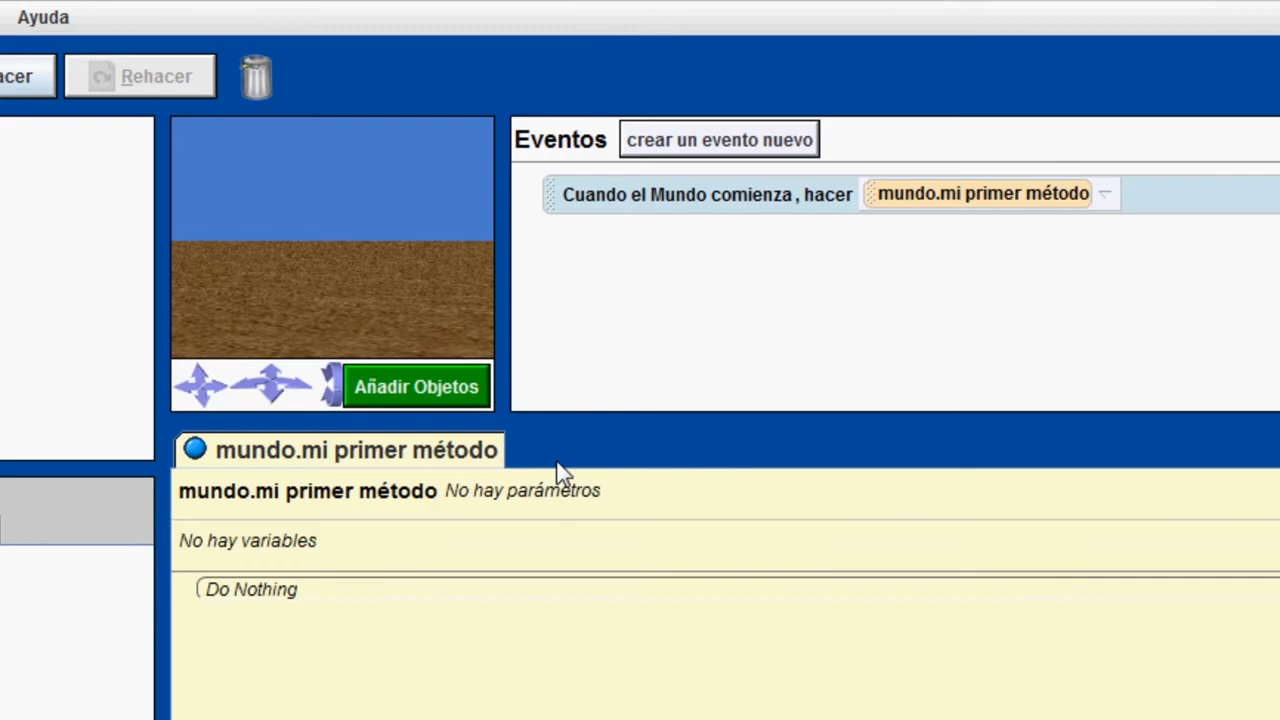 Ayuda
acer
Rehacer
Eventos crear un evento nuevo
Cuando el Mundo comienza, hacer mundo.mi primer método
Añadir Objetos
mundo.mi primer método
mundo.mi primer método No hay parámetros
No hay variables
Do Nothing